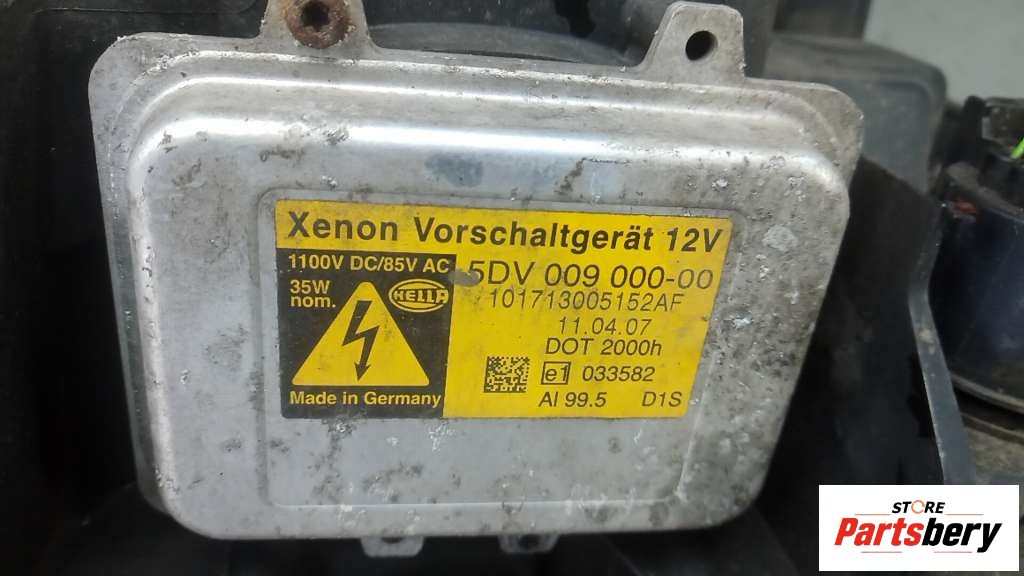 Xenon Vorschaltgerät 12V
1100V DC/85V AC
35W
nom.
HELLA
Made in Germany
5DV 009 000-00
101713005152AF
11.04.07
DOT 2000h
e1 033582
Al 99.5 D1S
STORE
Partsbery